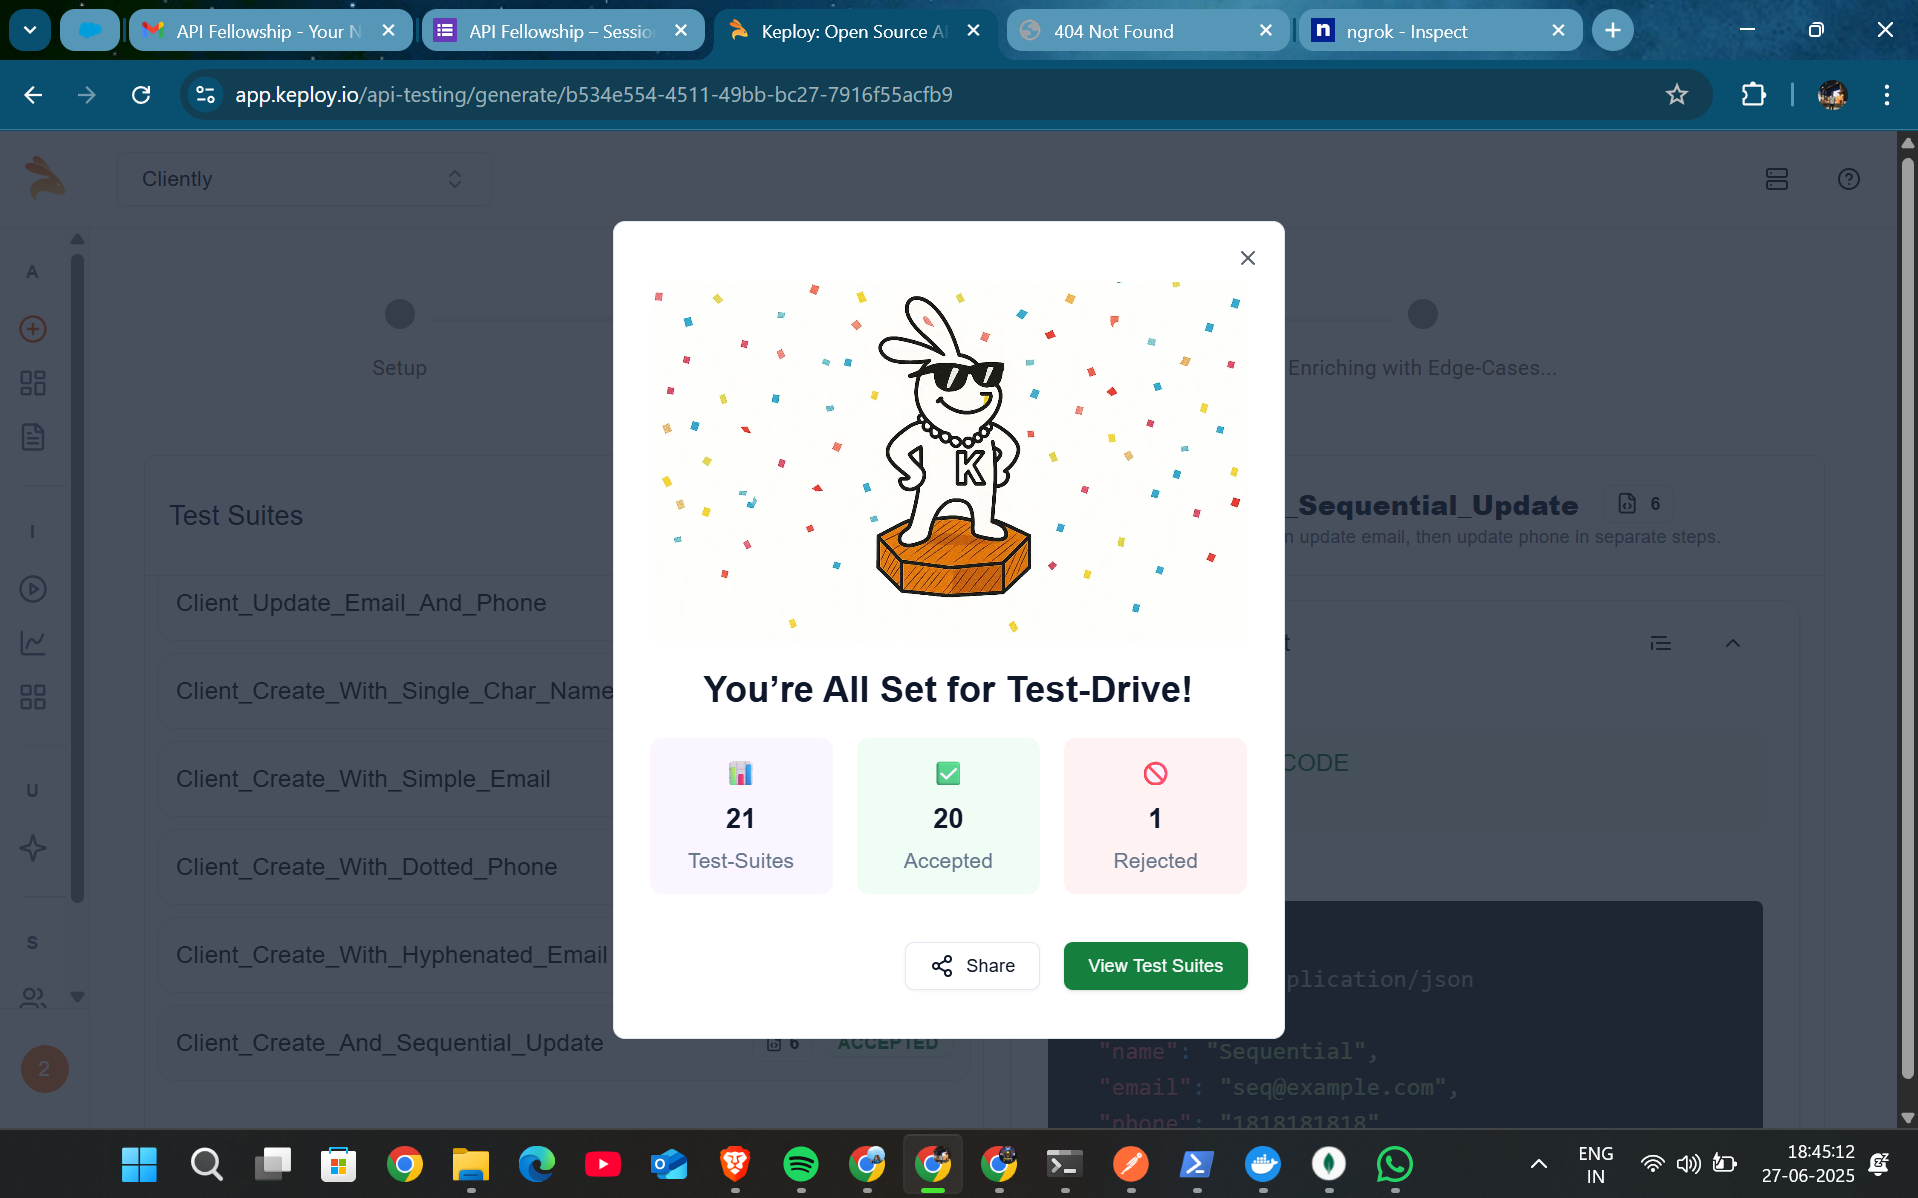 API Fellowship - Your N
API Fellowship – Sessio
Keploy: Open Source A
404 Not Found
n
ngrok - Inspect
app.keploy.io/api-testing/generate/b534e554-4511-49bb-bc27-7916f55acfb9
Cliently
A
Setup
Enriching with Edge-Cases...
Test Suites
_Sequential_Update
6
n update email, then update phone in separate steps.
I
Client_Update_Email_And_Phone
Client_Create_With_Single_Char_Name
Client_Create_With_Simple_Email
Client_Create_With_Dotted_Phone
Client_Create_With_Hyphenated_Email
Client_Create_And_Sequential_Update
6
ACCEPTED
U
S
2
K
You're All Set for Test-Drive!
21
Test-Suites
20
Accepted
1
Rejected
Share
View Test Suites
t
CODE
plication/json
"name": "Sequential",
"email": "seq@example.com",
"phone": "1818181818"
ENG
IN
18:45:12
27-06-2025